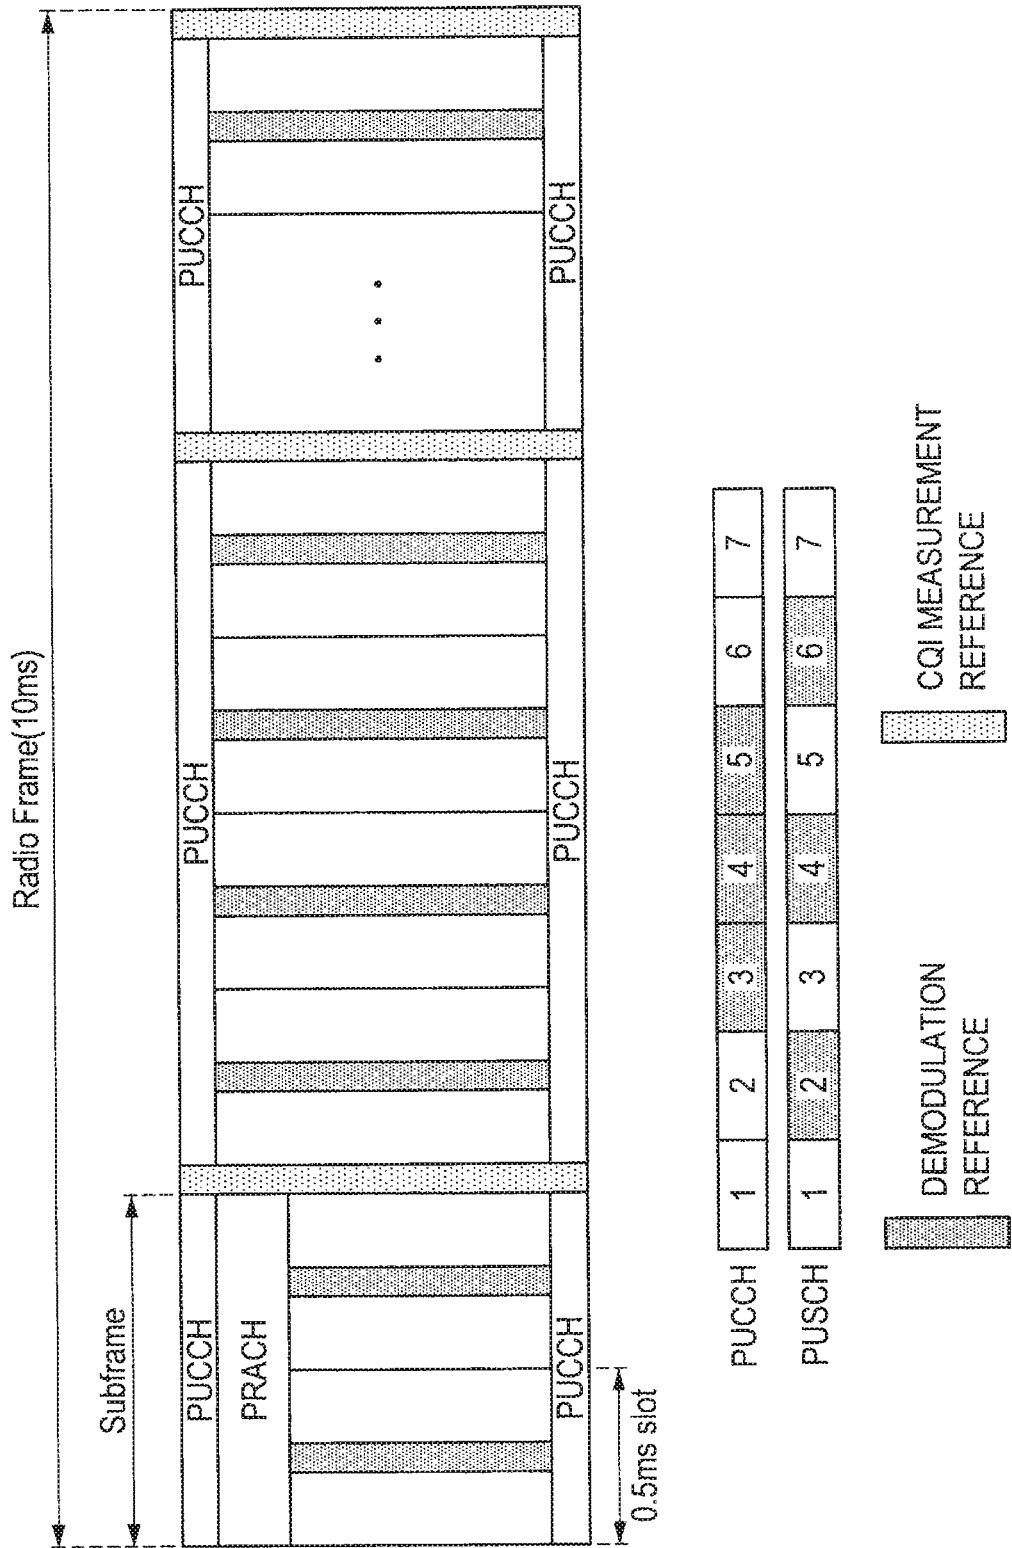 Radio Frame(10ms)
Subframe
PUCCH
PUCCH
PUCCH
PRACH
PUCCH
PUCCH
PUCCH
0.5ms slot
PUCCH 1 2 3 4 5 6 7
PUSCH 1 2 3 4 5 6 7
DEMODULATION
REFERENCE
CQI MEASUREMENT
REFERENCE